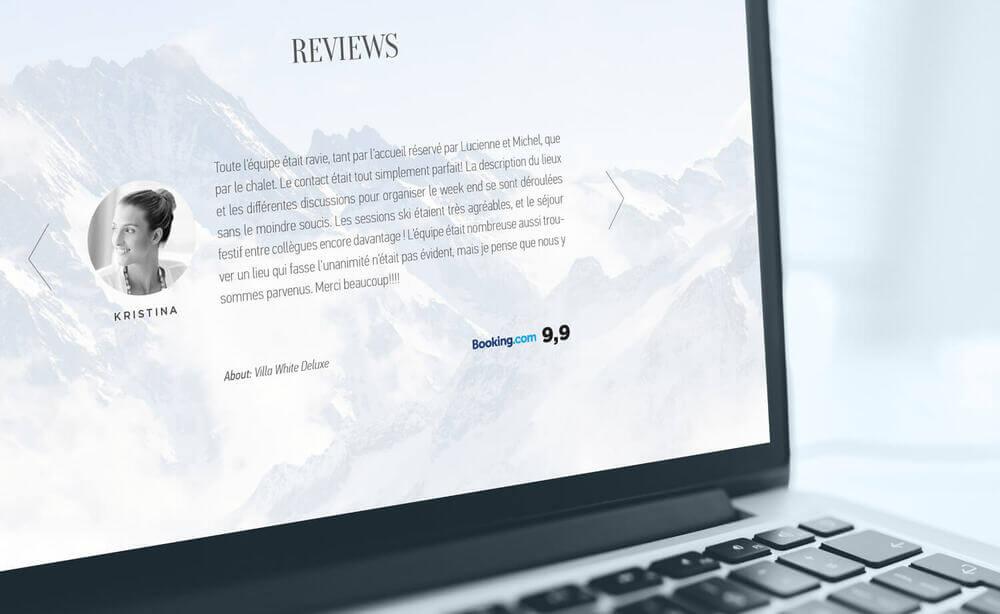 REVIEWS
Toute l'équipe était ravie, tant par l'accueil réservé par Lucienne et Michel, que
par le chalet. Le contact était tout simplement parfait! La description du lieux
et les différentes discussions pour organiser le week end se sont déroulées
sans le moindre soucis. Les sessions ski étaient très agréables, et le séjour
festif entre collègues encore davantage ! L'équipe était nombreuse aussi trou-
ver un lieu qui fasse l'unanimité n'était pas évident, mais je pense que nous y
sommes parvenus. Merci beaucoup!!!!
KRISTINA
Booking.com 9,9
About: Villa White Deluxe